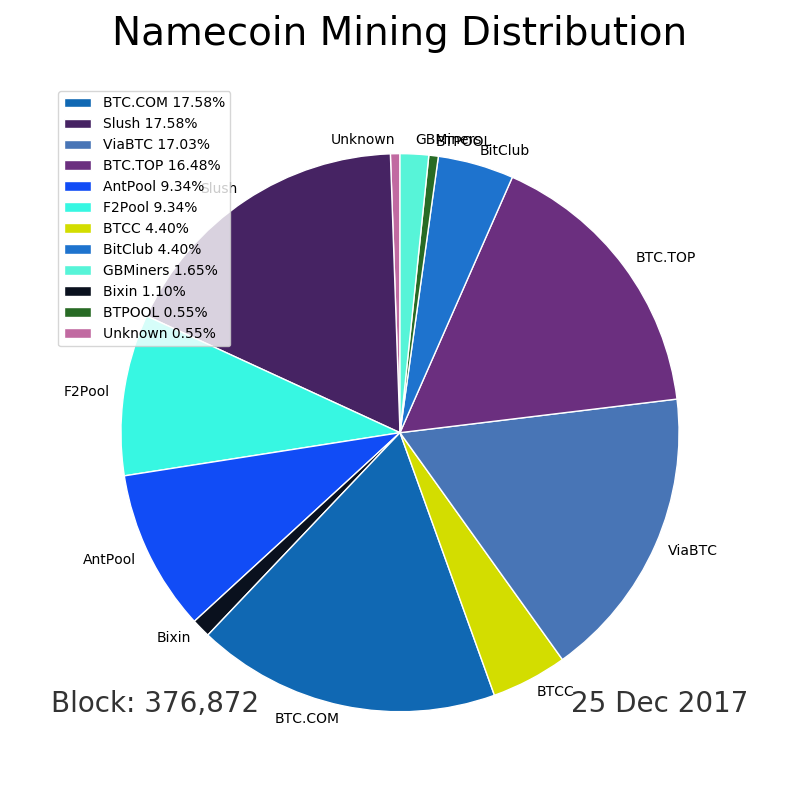 Namecoin Mining Distribution
BTC.COM 17.58%
Slush 17.58%
ViaBTC 17.03%
BTC.TOP 16.48%
AntPool 9.34%
F2Pool 9.34%
BTCC 4.40%
BitClub 4.40%
GBMiners 1.65%
Bixin 1.10%
BTPOOL 0.55%
Unknown 0.55%
Unknown
GBMiners
BTPOOL
BitClub
Slush
BTC.TOP
F2Pool
ViaBTC
AntPool
Bixin
BTCC
BTC.COM
Block: 376,872
25 Dec 2017